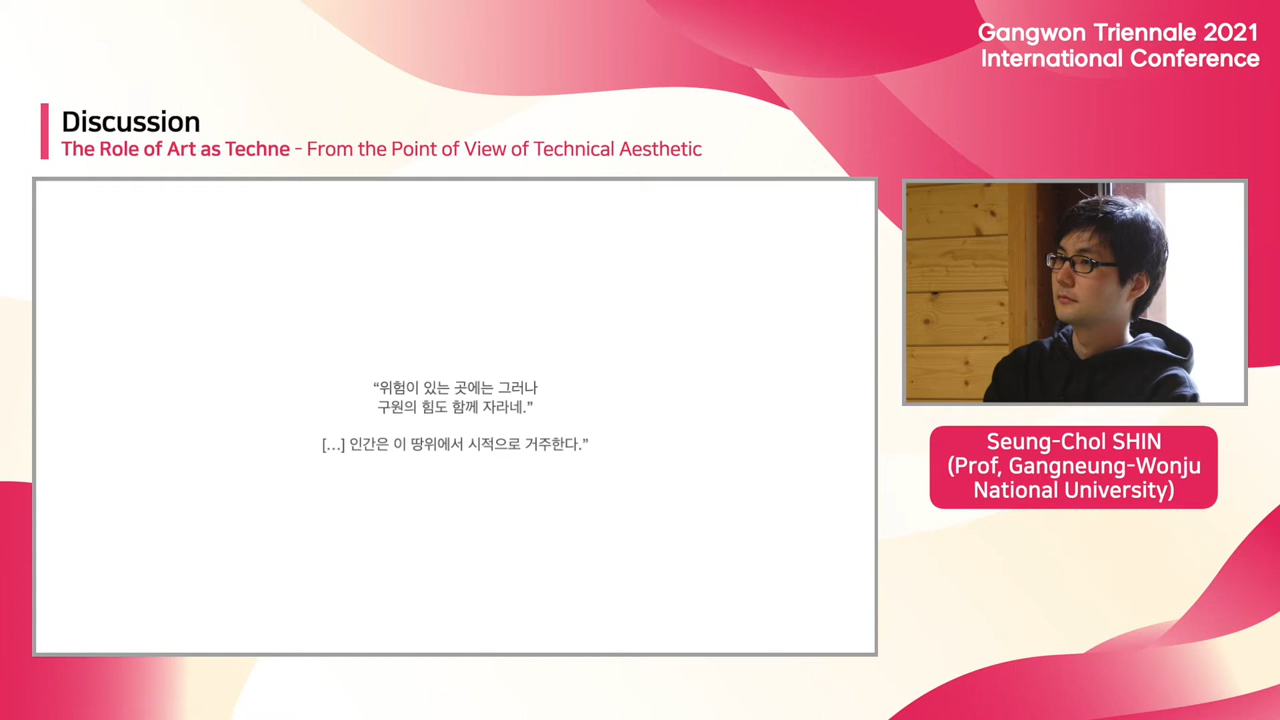 Gangwon Triennale 2021
International Conference
Discussion
The Role of Art as Techne - From the Point of View of Technical Aesthetic
“위험이 있는 곳에는 그러나
구원의 힘도 함께 자라네.”
[…] 인간은 이 땅위에서 시적으로 거주한다.”
Seung-Chol SHIN
(Prof, Gangneung-Wonju
National University)